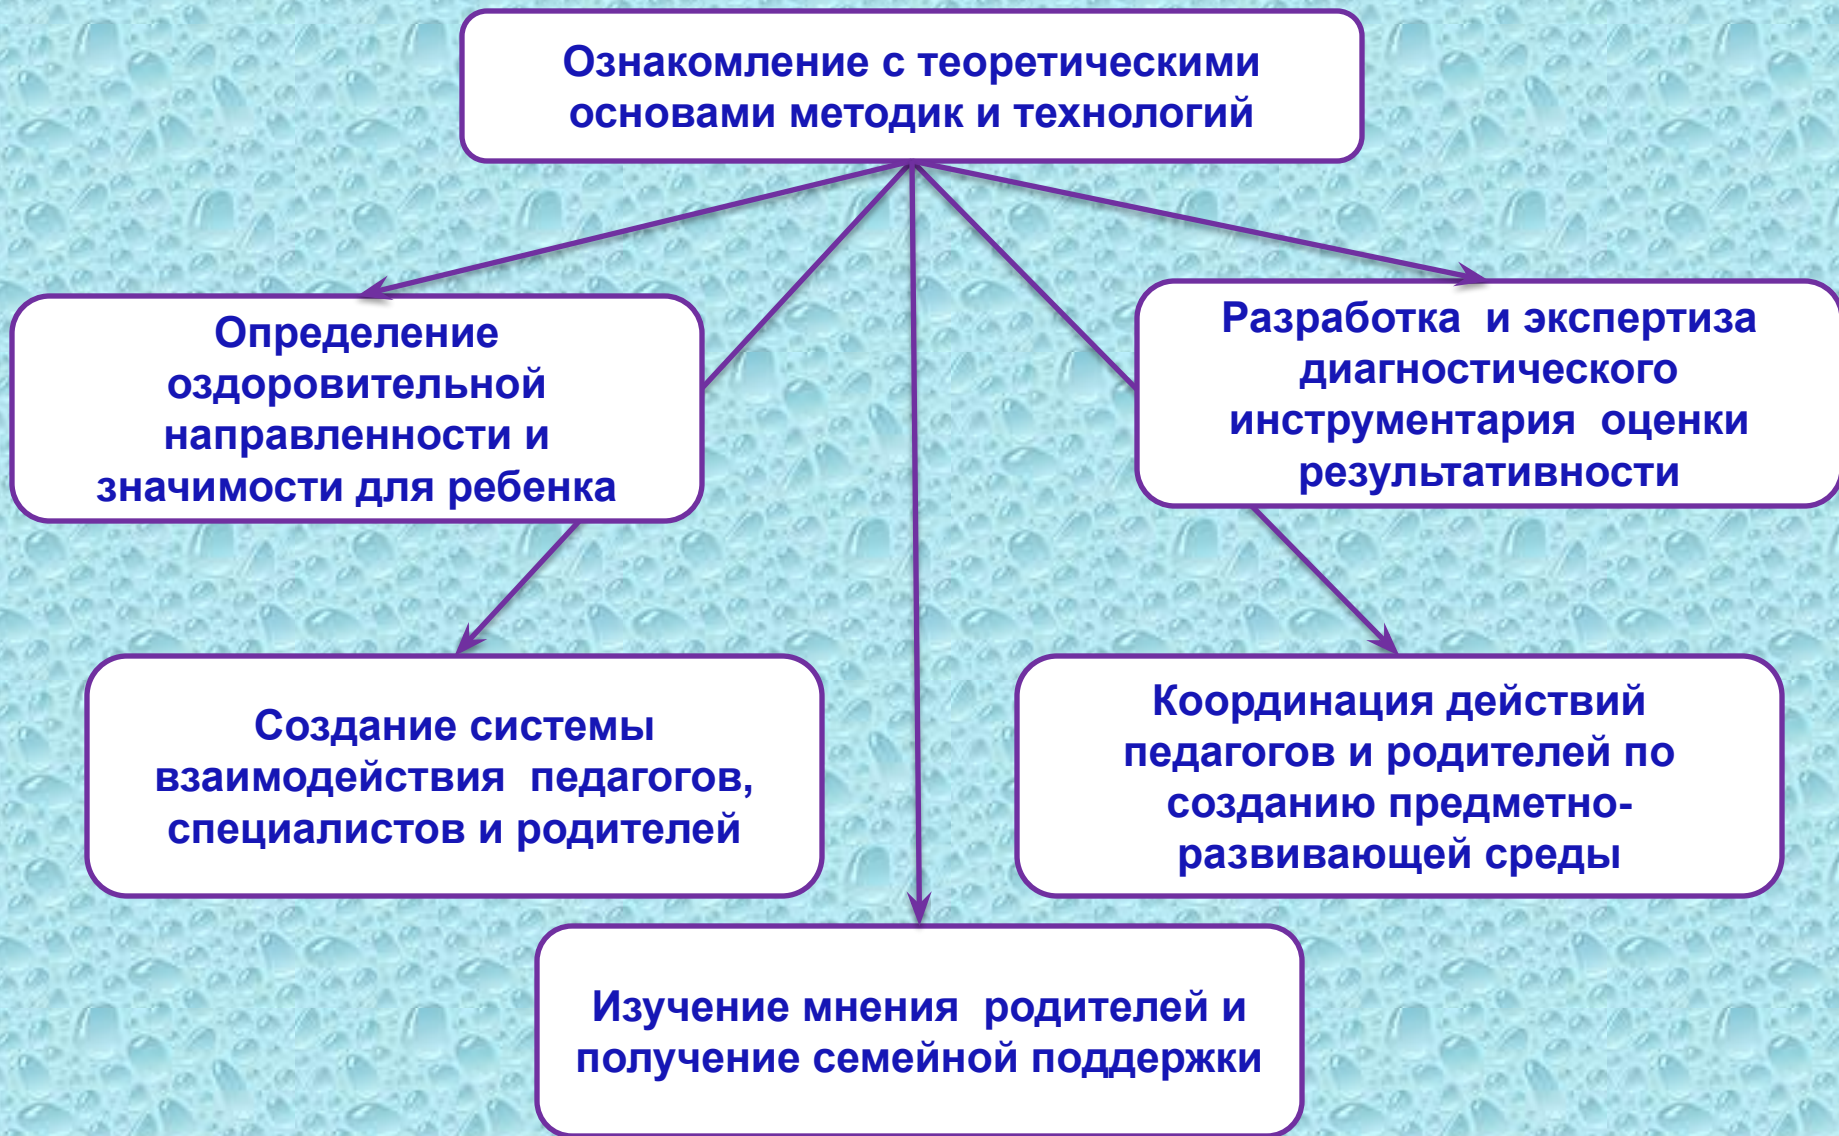 Ознакомление с теоретическими
основами методик и технологий
Определение
оздоровительной
направленности и
значимости для ребенка
Разработка  и экспертиза
диагностического
инструментария  оценки
результативности
Создание системы
взаимодействия  педагогов,
специалистов и родителей
Координация действий
педагогов и родителей по
созданию предметно-
развивающей среды
Изучение мнения  родителей и
получение семейной поддержки